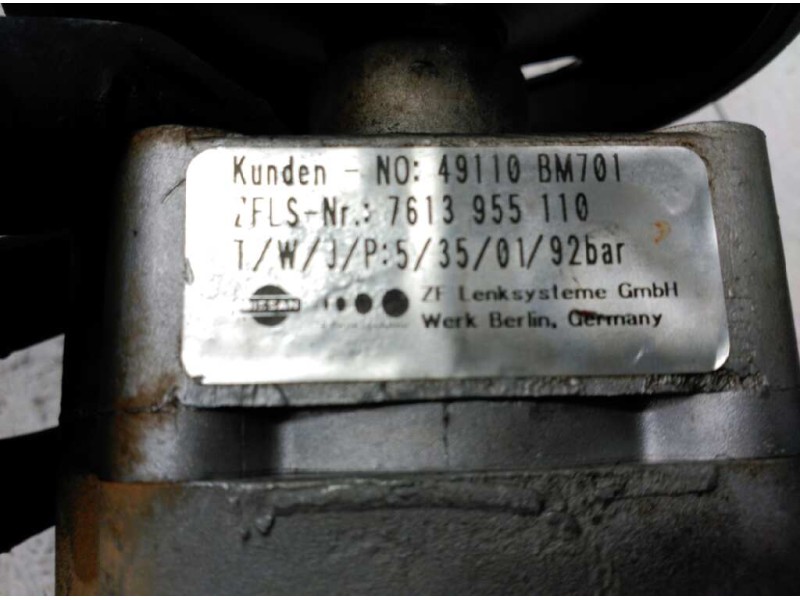 Kunden - NO: 49110 BM701
ZFLS-Nr.: 7613 955 110
T/W/J/P:5/35/01/92bar
NISSAN
ZF Lenksysteme GmbH
Werk Berlin, Germany